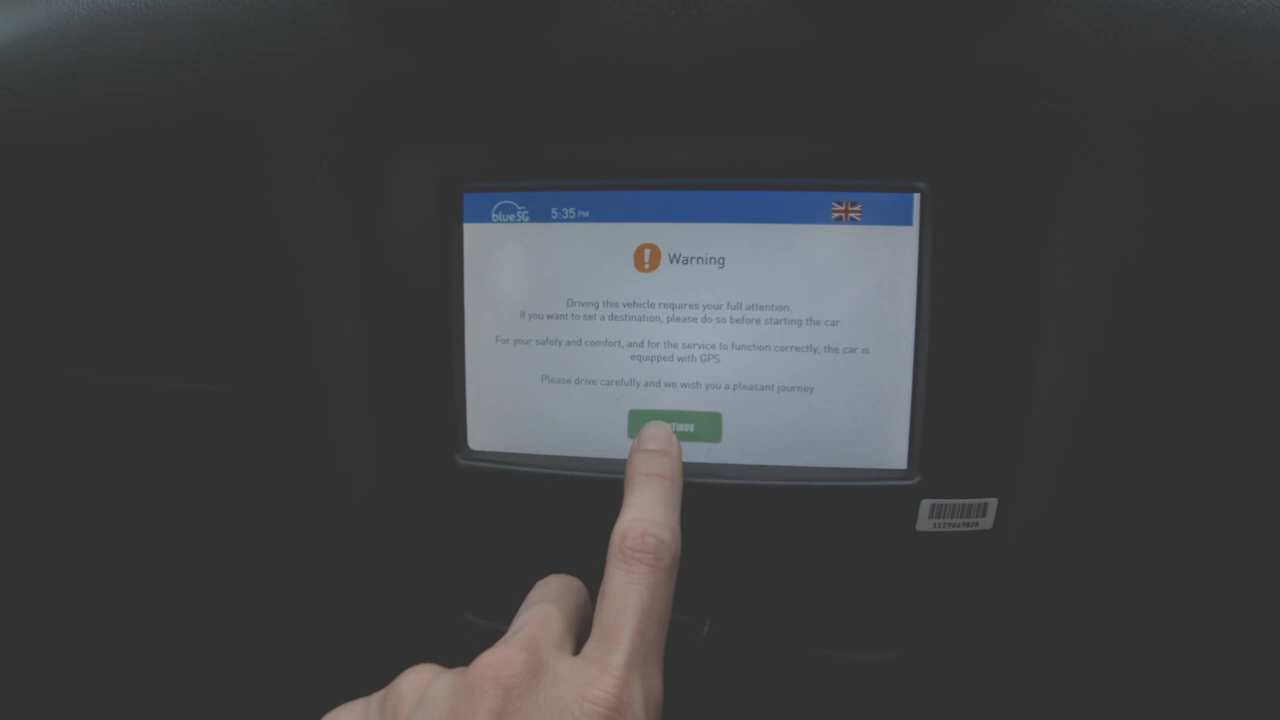 blueSG 5:35 PM
Warning
Driving this vehicle requires your full attention.
If you want to set a destination, please do so before starting the car
For your safety and comfort, and for the service to function correctly, the car is
equipped with GPS.
Please drive carefully and we wish you a pleasant journey